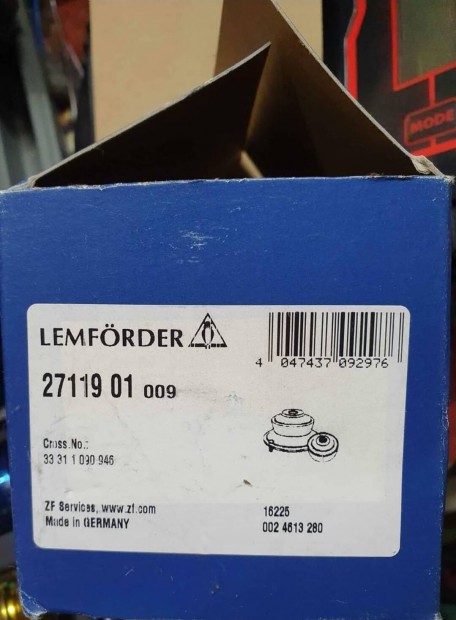 MODE
LEMFÖRDER
4 047437 092976
27119 01 009
Cross.No.:
33 31 1 090 946
ZF Services, www.zf.com
Made in GERMANY
16225
002 4613 280